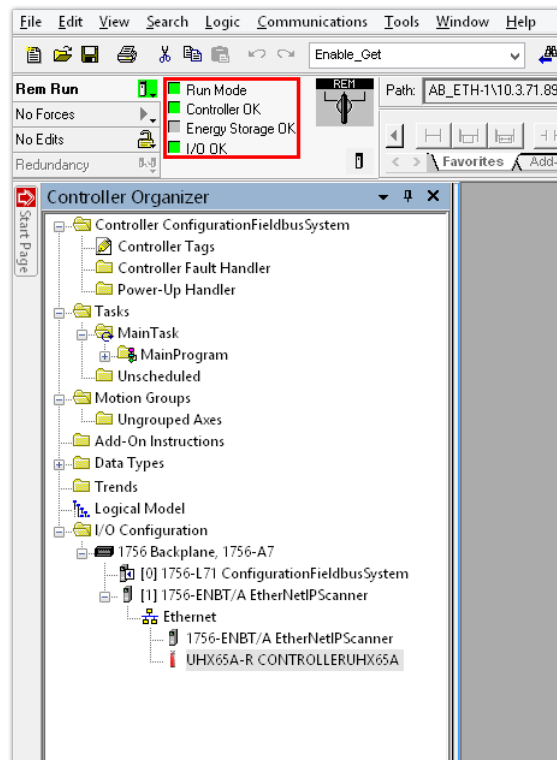 File Edit View Search Logic Communications Tools Window Help
Enable_Get
Rem Run
No Forces
No Edits
Redundancy
Run Mode
Controller OK
Energy Storage OK
I/O OK
REM
Path: AB_ETH-1\10.3.71.89
Favorites Add-
Start Page
Controller Organizer
Controller ConfigurationFieldbusSystem
Controller Tags
Controller Fault Handler
Power-Up Handler
Tasks
MainTask
MainProgram
Unscheduled
Motion Groups
Ungrouped Axes
Add-On Instructions
Data Types
Trends
Logical Model
I/O Configuration
1756 Backplane, 1756-A7
[0] 1756-L71 ConfigurationFieldbusSystem
[1] 1756-ENBT/A EtherNetIPScanner
Ethernet
1756-ENBT/A EtherNetIPScanner
UHX65A-R CONTROLLERUHX65A